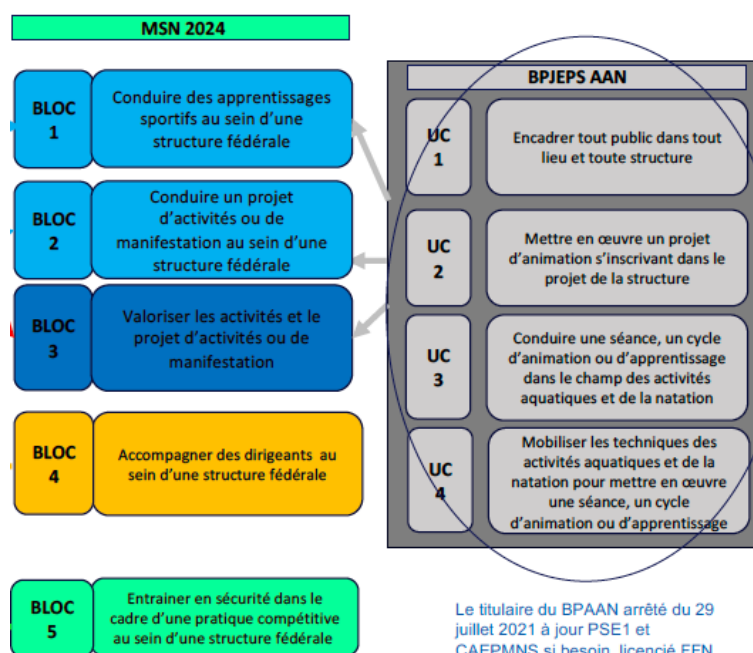 MSN 2024
BLOC
1
Conduire des apprentissages
sportifs au sein d'une
structure fédérale
BLOC
2
Conduire un projet
d'activités ou de
manifestation au sein d'une
structure fédérale
BLOC
3
Valoriser les activités et le
projet d'activités ou de
manifestation
BLOC
4
Accompagner des dirigeants au
sein d'une structure fédérale
BLOC
5
Entrainer en sécurité dans le
cadre d'une pratique compétitive
au sein d'une structure fédérale
BPJEPS AAN
UC
1
Encadrer tout public dans tout
lieu et toute structure
UC
2
Mettre en œuvre un projet
d'animation s'inscrivant dans le
projet de la structure
UC
3
Conduire une séance, un cycle
d'animation ou d'apprentissage
dans le champ des activités
aquatiques et de la natation
UC
4
Mobiliser les techniques des
activités aquatiques et de la
natation pour mettre en œuvre
une séance, un cycle
d'animation ou d'apprentissage
Le titulaire du BPAAN arrêté du 29
juillet 2021 à jour PSE1 et
CAEPMNS si besoin, licencié FFN